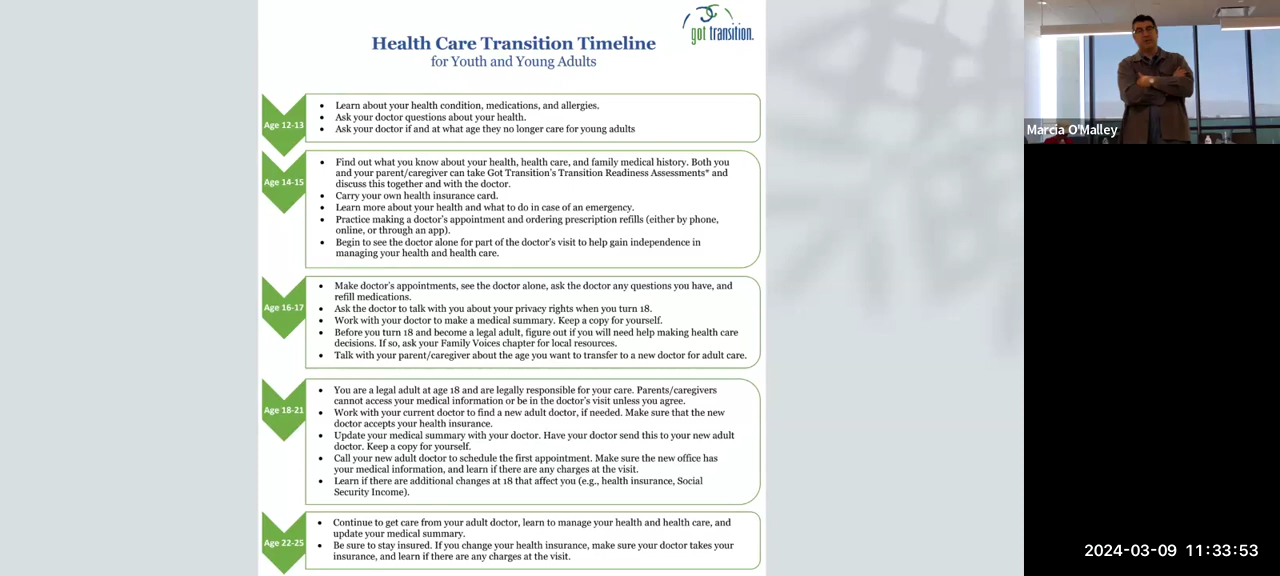 got transition.
Health Care Transition Timeline
for Youth and Young Adults
Age 12-13
• Learn about your health condition, medications, and allergies.
• Ask your doctor questions about your health.
• Ask your doctor if and at what age they no longer care for young adults
Age 14-15
• Find out what you know about your health, health care, and family medical history. Both you
and your parent/caregiver can take Got Transition's Transition Readiness Assessments* and
discuss this together and with the doctor.
• Carry your own health insurance card.
• Learn more about your health and what to do in case of an emergency.
• Practice making a doctor's appointment and ordering prescription refills (either by phone,
online, or through an app).
• Begin to see the doctor alone for part of the doctor's visit to help gain independence in
managing your health and health care.
Age 16-17
• Make doctor's appointments, see the doctor alone, ask the doctor any questions you have, and
refill medications.
• Ask the doctor to talk with you about your privacy rights when you turn 18.
• Work with your doctor to make a medical summary. Keep a copy for yourself.
• Before you turn 18 and become a legal adult, figure out if you will need help making health care
decisions. If so, ask your Family Voices chapter for local resources.
• Talk with your parent/caregiver about the age you want to transfer to a new doctor for adult care.
Age 18-21
• You are a legal adult at age 18 and are legally responsible for your care. Parents/caregivers
cannot access your medical information or be in the doctor's visit unless you agree.
• Work with your current doctor to find a new adult doctor, if needed. Make sure that the new
doctor accepts your health insurance.
• Update your medical summary with your doctor. Have your doctor send this to your new adult
doctor. Keep a copy for yourself.
• Call your new adult doctor to schedule the first appointment. Make sure the new office has
your medical information, and learn if there are any charges at the visit.
• Learn if there are additional changes at 18 that affect you (e.g., health insurance, Social
Security Income).
Age 22-25
• Continue to get care from your adult doctor, learn to manage your health and health care, and
update your medical summary.
• Be sure to stay insured. If you change your health insurance, make sure your doctor takes your
insurance, and learn if there are any charges at the visit.
Marcia O'Malley
2024-03-09 11:33:53